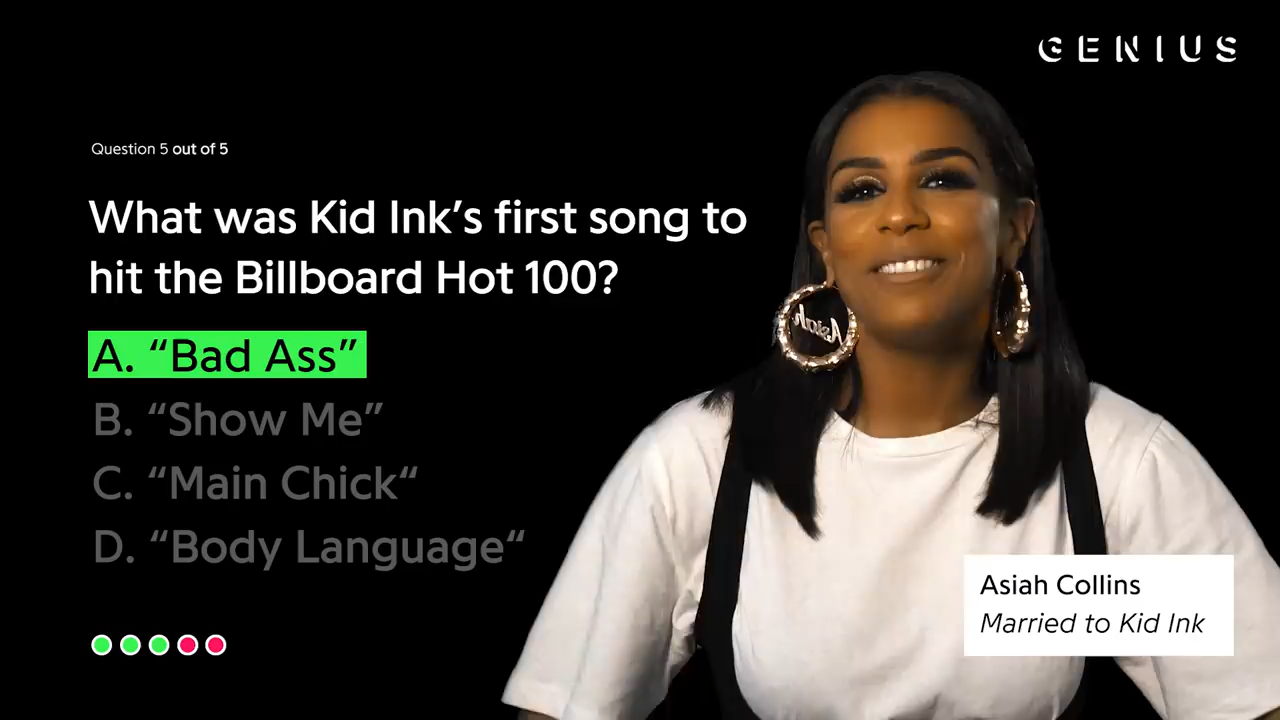 GENIUS
Question 5 out of 5
What was Kid Ink’s first song to
hit the Billboard Hot 100?
A. “Bad Ass”
B. “Show Me”
C. “Main Chick“
D. “Body Language“
Asiah
Asiah Collins
Married to Kid Ink